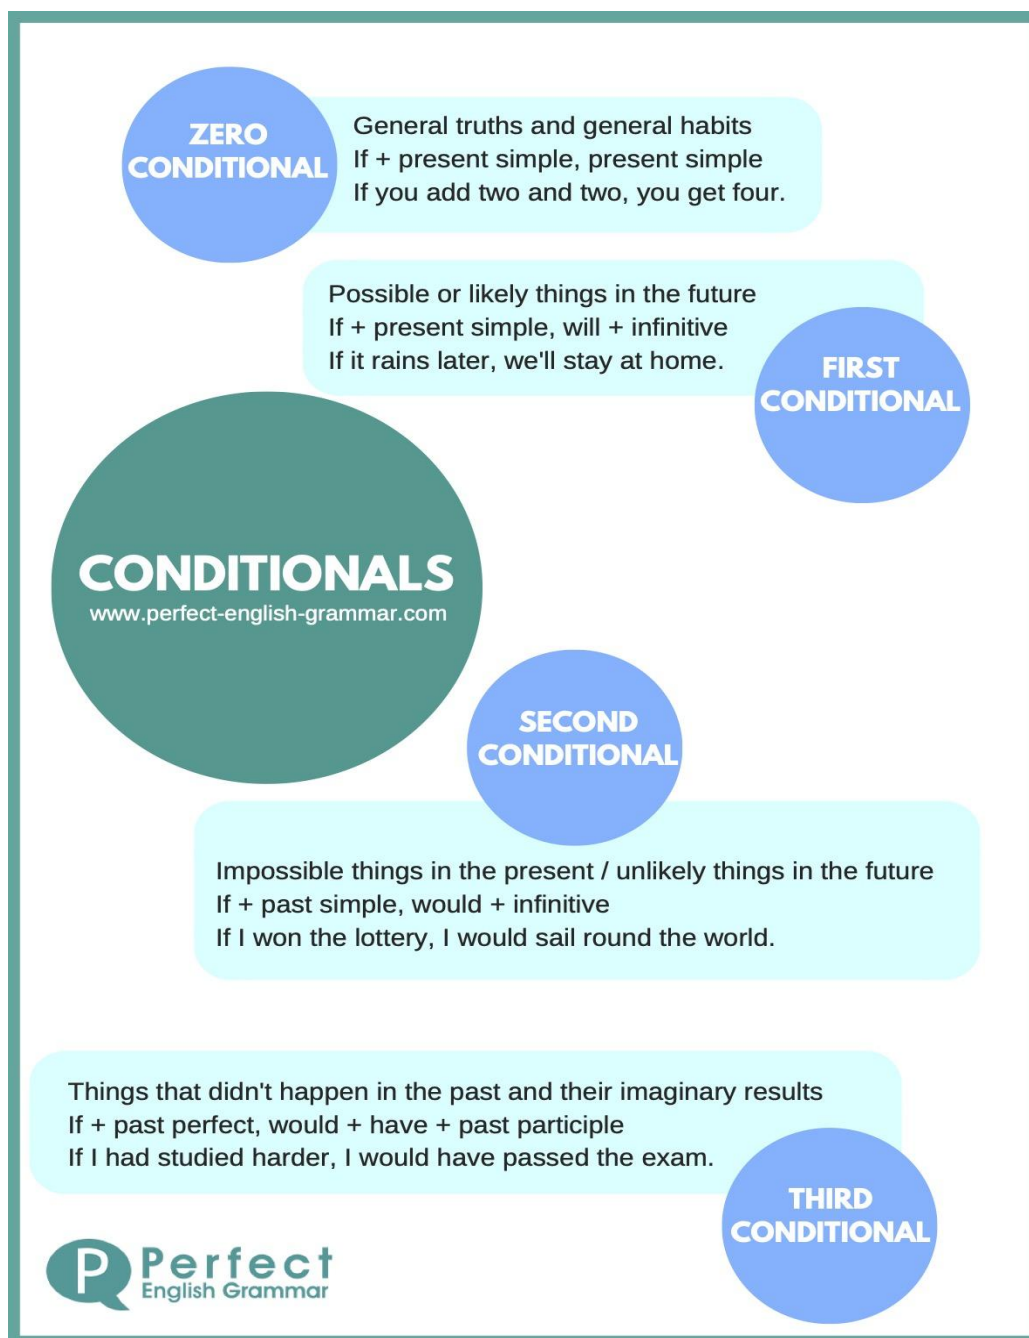 ZERO
CONDITIONAL
General truths and general habits
If + present simple, present simple
If you add two and two, you get four.
Possible or likely things in the future
If + present simple, will + infinitive
If it rains later, we'll stay at home.
FIRST
CONDITIONAL
CONDITIONALS
www.perfect-english-grammar.com
SECOND
CONDITIONAL
Impossible things in the present / unlikely things in the future
If + past simple, would + infinitive
If I won the lottery, I would sail round the world.
Things that didn't happen in the past and their imaginary results
If + past perfect, would + have + past participle
If I had studied harder, I would have passed the exam.
THIRD
CONDITIONAL
P Perfect
English Grammar